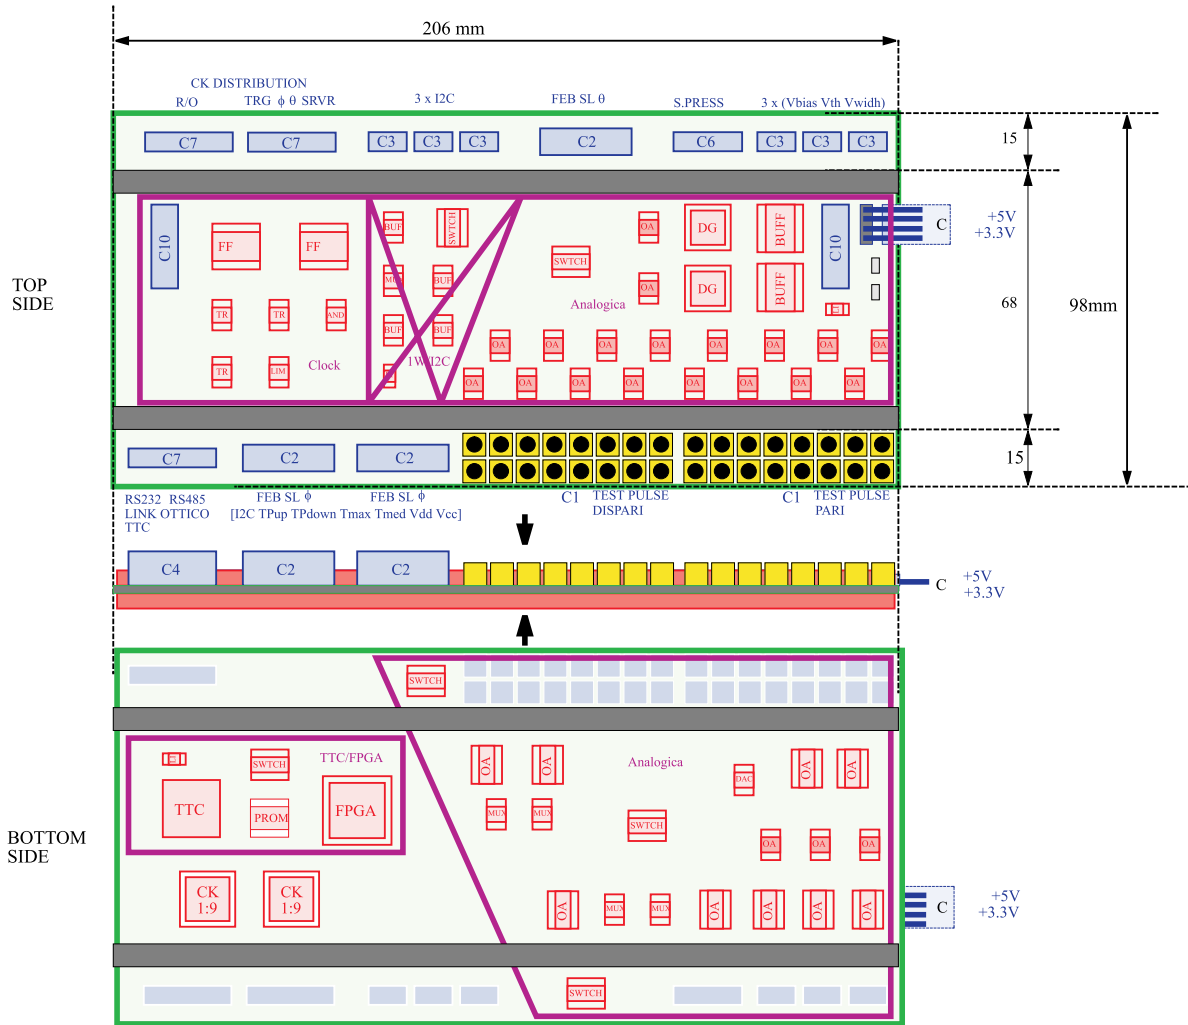 206 mm
CK DISTRIBUTION
R/O TRG ϕ θ SRVR 3 x I2C FEB SL θ S.PRESS 3 x (Vbias Vth Vwidh)
C7 C7 C3 C3 C3 C2 C6 C3 C3 C3
15
C10 FF FF BUF SWTCH OA DG BUFF C10 C +5V
+3.3V
SWTCH
MUX BUF OA DG BUFF
TOP
SIDE
Analogica
68
98mm
TR TR AND BUF BUF
OA OA OA OA OA OA OA OA
Clock 1W/I2C
TR LIM
OA OA OA OA OA OA OA OA
C7 C2 C2
15
RS232 RS485 FEB SL ϕ FEB SL ϕ C1 TEST PULSE C1 TEST PULSE
LINK OTTICO [I2C TPup TPdown Tmax Tmed Vdd Vcc] DISPARI PARI
TTC
C4 C2 C2 C +5V
+3.3V
SWTCH
TTC/FPGA Analogica
SWTCH OA OA DAC OA OA
TTC PROM FPGA MUX MUX SWTCH
BOTTOM
SIDE
OA OA OA
CK
1:9
CK
1:9
OA MUX MUX OA OA OA OA C +5V
+3.3V
SWTCH